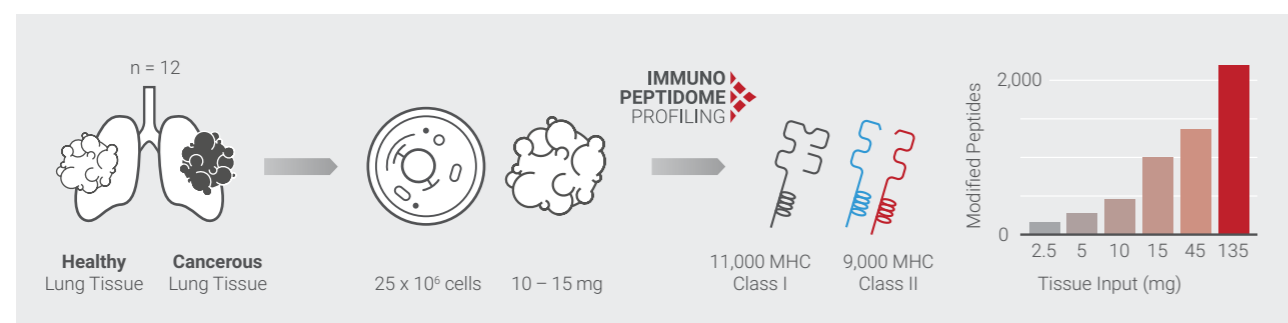 n = 12
Healthy
Lung Tissue
Cancerous
Lung Tissue
25 x 10⁶ cells
10 – 15 mg
IMMUNO
PEPTIDOME
PROFILING
11,000 MHC
Class I
9,000 MHC
Class II
Modified Peptides
2,000
0
2.5 5 10 15 45 135
Tissue Input (mg)